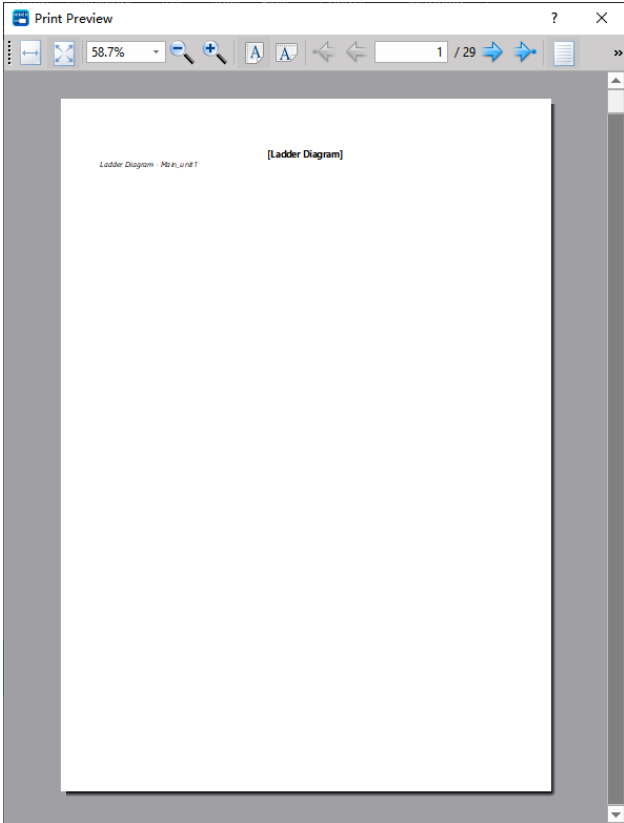 Print Preview
58.7%
A
A
1 / 29
[Ladder Diagram]
Ladder Diagram - Main_unit1